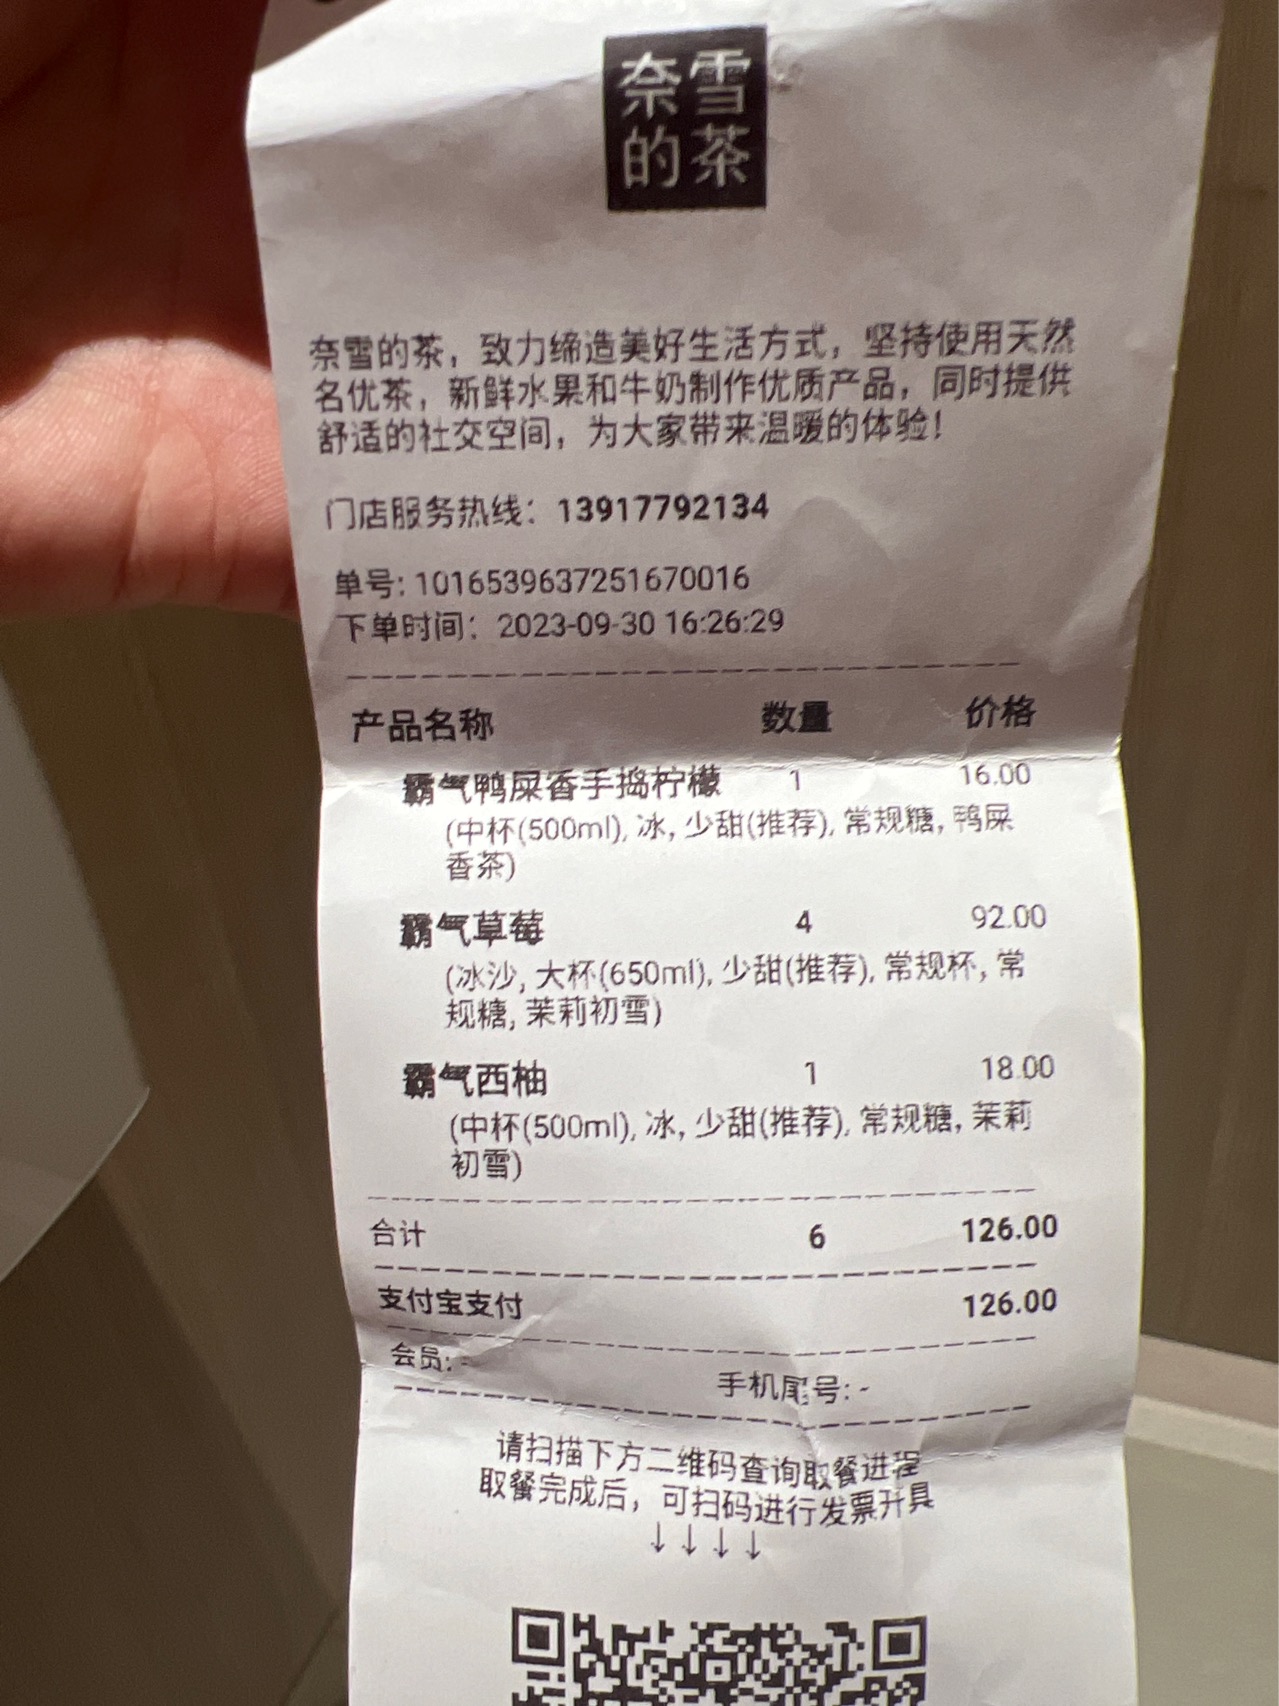 奈雪
的茶
奈雪的茶，致力缔造美好生活方式，坚持使用天然
名优茶，新鲜水果和牛奶制作优质产品，同时提供
舒适的社交空间，为大家带来温暖的体验！
门店服务热线：13917792134
单号: 1016539637251670016
下单时间：2023-09-30 16:26:29
产品名称 数量 价格
霸气鸭屎香手捣柠檬 1 16.00
(中杯(500ml), 冰, 少甜(推荐), 常规糖, 鸭屎
香茶)
霸气草莓 4 92.00
(冰沙, 大杯(650ml), 少甜(推荐), 常规杯, 常
规糖, 茉莉初雪)
霸气西柚 1 18.00
(中杯(500ml), 冰, 少甜(推荐), 常规糖, 茉莉
初雪)
合计 6 126.00
支付宝支付 126.00
会员: -
手机尾号: -
请扫描下方二维码查询取餐进程
取餐完成后，可扫码进行发票开具
↓↓↓↓